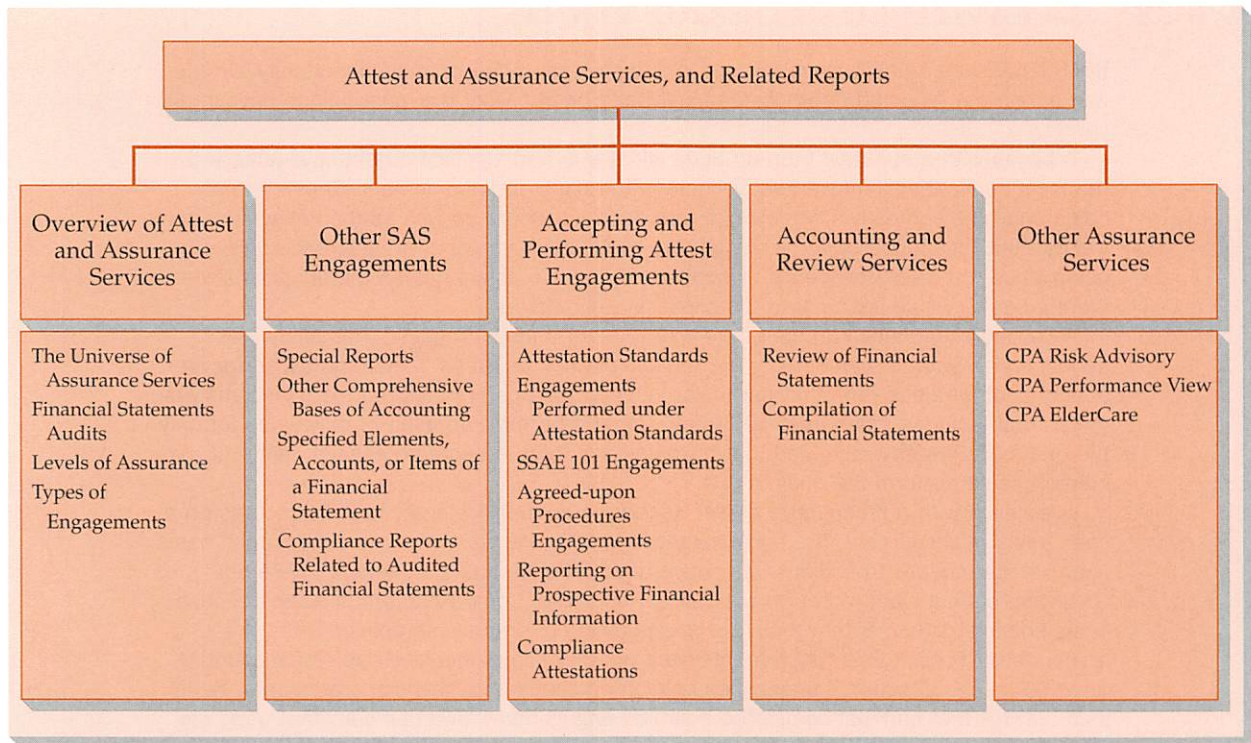 Attest and Assurance Services, and Related Reports
Overview of Attest
and Assurance
Services
The Universe of
Assurance Services
Financial Statements
Audits
Levels of Assurance
Types of
Engagements
Other SAS
Engagements
Special Reports
Other Comprehensive
Bases of Accounting
Specified Elements,
Accounts, or Items of
a Financial
Statement
Compliance Reports
Related to Audited
Financial Statements
Accepting and
Performing Attest
Engagements
Attestation Standards
Engagements
Performed under
Attestation Standards
SSAE 101 Engagements
Agreed-upon
Procedures
Engagements
Reporting on
Prospective Financial
Information
Compliance
Attestations
Accounting and
Review Services
Review of Financial
Statements
Compilation of
Financial Statements
Other Assurance
Services
CPA Risk Advisory
CPA Performance View
CPA ElderCare